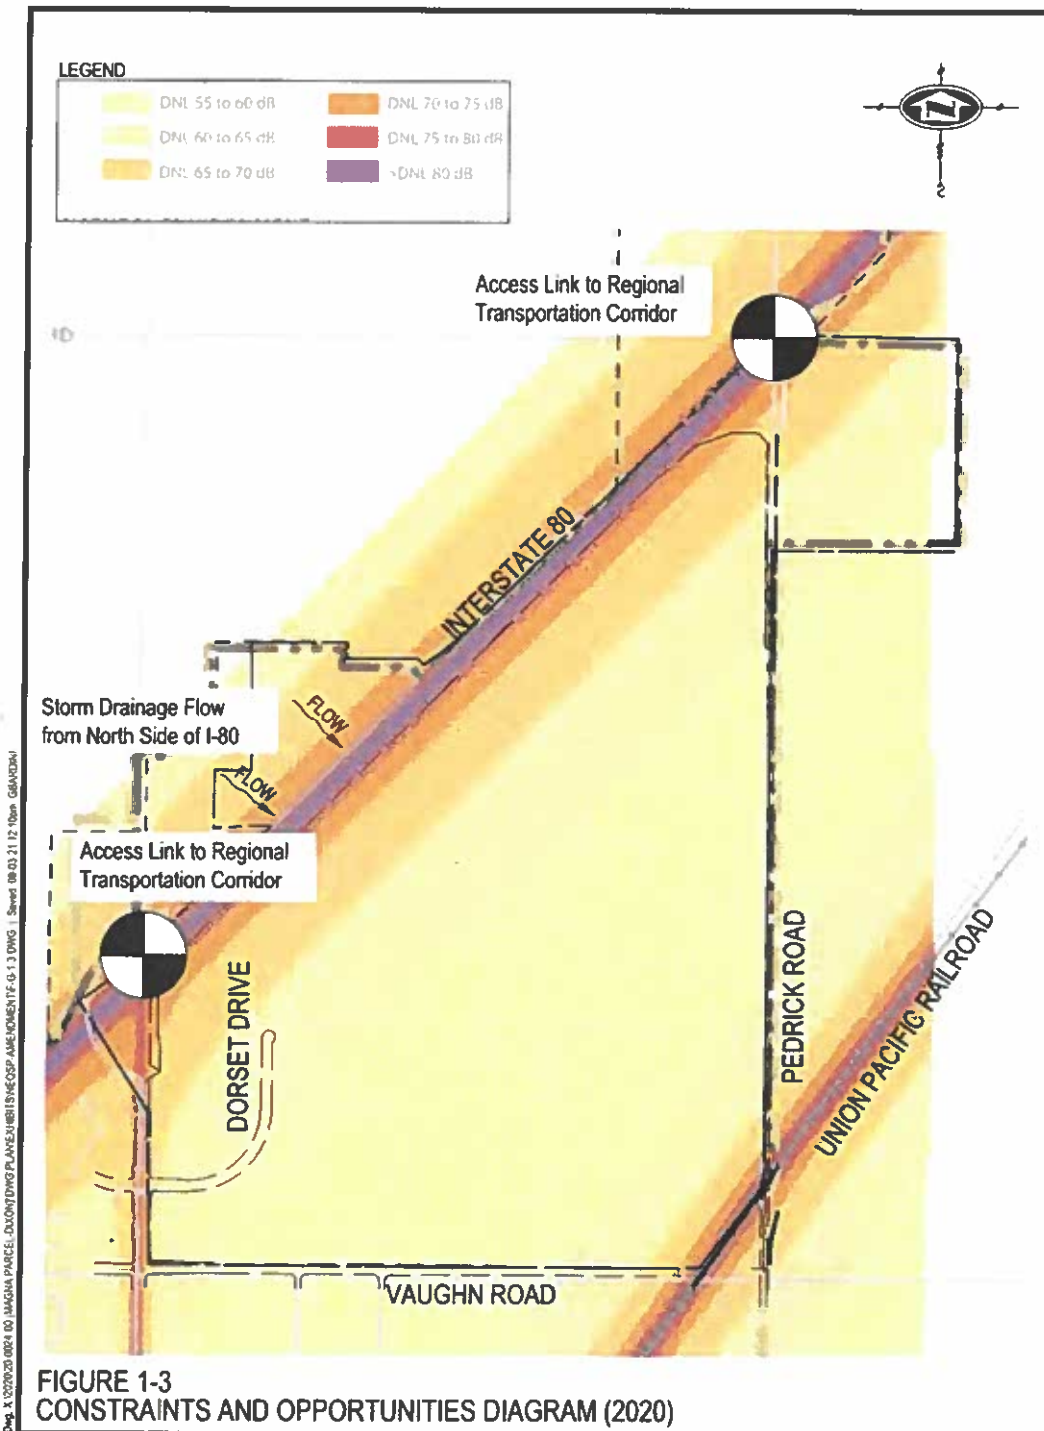 LEGEND
DNL 55 to 60 dB
DNL 60 to 65 dB
DNL 65 to 70 dB
DNL 70 to 75 dB
DNL 75 to 80 dB
>DNL 80 dB
N
Access Link to Regional
Transportation Corridor
INTERSTATE 80
FLOW
Storm Drainage Flow
from North Side of I-80
FLOW
Access Link to Regional
Transportation Corridor
DORSET DRIVE
PEDRICK ROAD
UNION PACIFIC RAILROAD
VAUGHN ROAD
FIGURE 1-3
CONSTRAINTS AND OPPORTUNITIES DIAGRAM (2020)